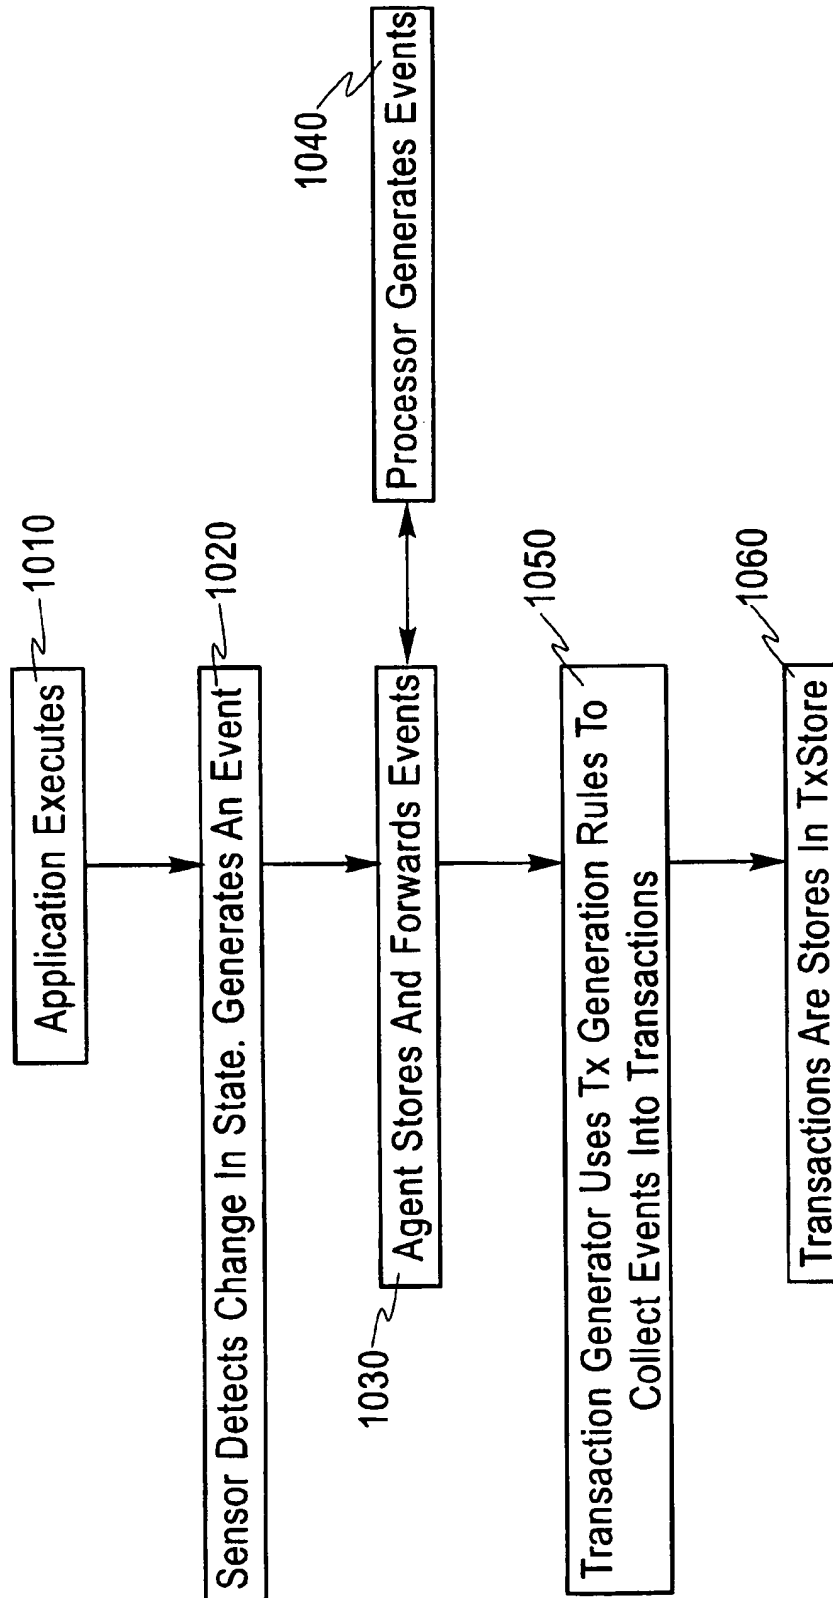 Application Executes
1010
Sensor Detects Change In State. Generates An Event
1020
Agent Stores And Forwards Events
1030
Processor Generates Events
1040
Transaction Generator Uses Tx Generation Rules To
Collect Events Into Transactions
1050
Transactions Are Stores In TxStore
1060